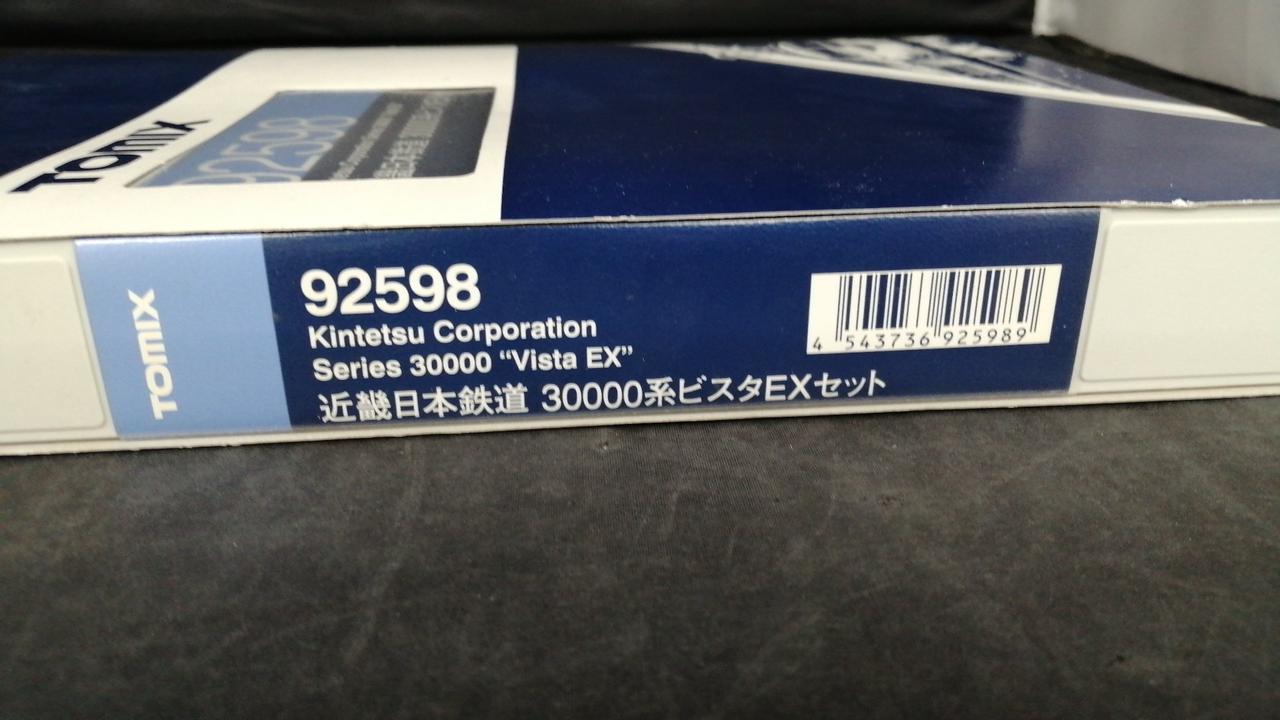 TOMIX
92598
TOMIX
92598
Kintetsu Corporation
Series 30000 “Vista EX”
近畿日本鉄道 30000系ビスタEXセット
4 543736 925989